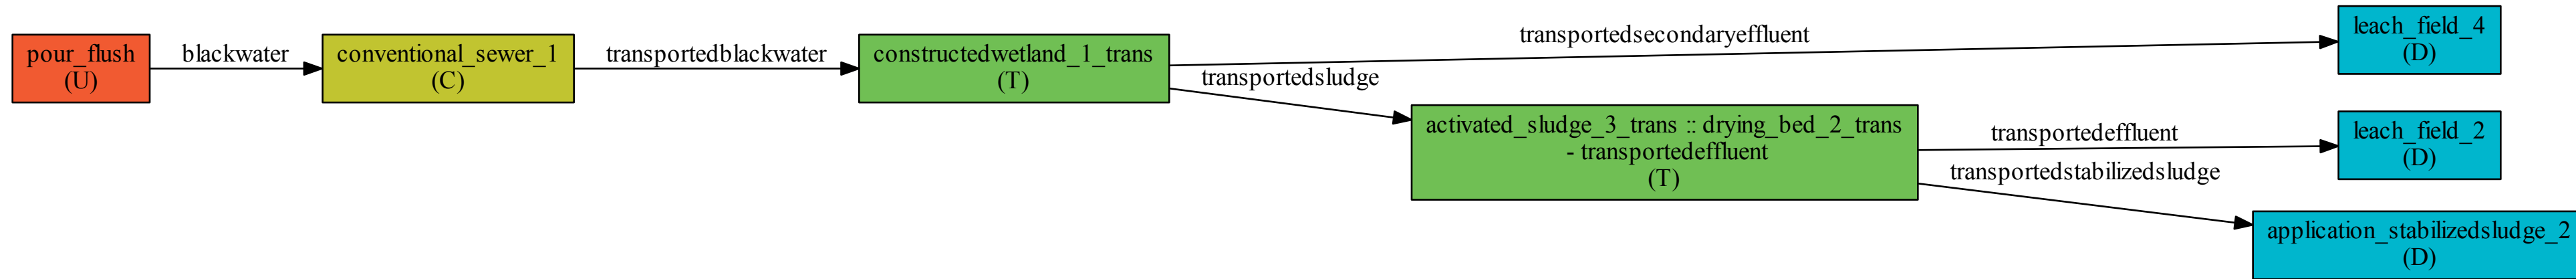 pour_flush
(U)
blackwater
conventional_sewer_1
(C)
transportedblackwater
constructedwetland_1_trans
(T)
transportedsecondaryeffluent
transportedsludge
leach_field_4
(D)
activated_sludge_3_trans :: drying_bed_2_trans
- transportedeffluent
(T)
transportedeffluent
transportedstabilizedsludge
leach_field_2
(D)
application_stabilizedsludge_2
(D)